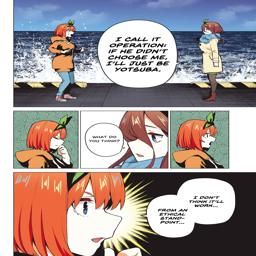 I CALL IT
OPERATION:
IF HE DIDN'T
CHOOSE ME,
I'LL JUST BE
YOTSUBA.
WHAT DO
YOU THINK?
I DON'T
THINK IT'LL
WORK...
FROM AN
ETHICAL
STAND-
POINT...